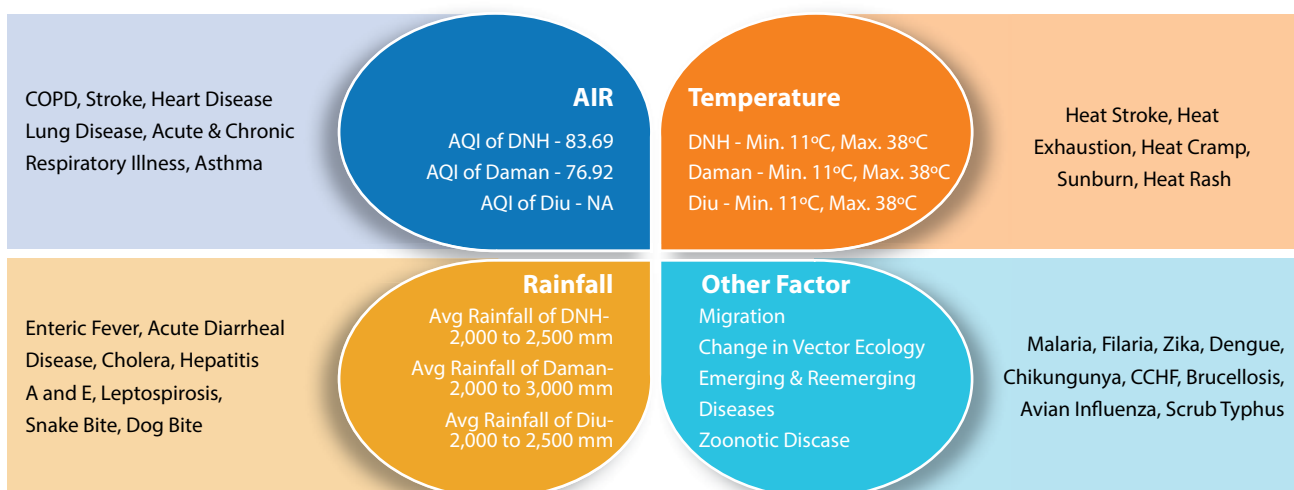 COPD, Stroke, Heart Disease
Lung Disease, Acute & Chronic
Respiratory Illness, Asthma
AIR
AQI of DNH - 83.69
AQI of Daman - 76.92
AQI of Diu - NA
Temperature
DNH - Min. 11ºC, Max. 38ºC
Daman - Min. 11ºC, Max. 38ºC
Diu - Min. 11ºC, Max. 38ºC
Heat Stroke, Heat
Exhaustion, Heat Cramp,
Sunburn, Heat Rash
Enteric Fever, Acute Diarrheal
Disease, Cholera, Hepatitis
A and E, Leptospirosis,
Snake Bite, Dog Bite
Rainfall
Avg Rainfall of DNH-
2,000 to 2,500 mm
Avg Rainfall of Daman-
2,000 to 3,000 mm
Avg Rainfall of Diu-
2,000 to 2,500 mm
Other Factor
Migration
Change in Vector Ecology
Emerging & Reemerging
Diseases
Zoonotic Discase
Malaria, Filaria, Zika, Dengue,
Chikungunya, CCHF, Brucellosis,
Avian Influenza, Scrub Typhus